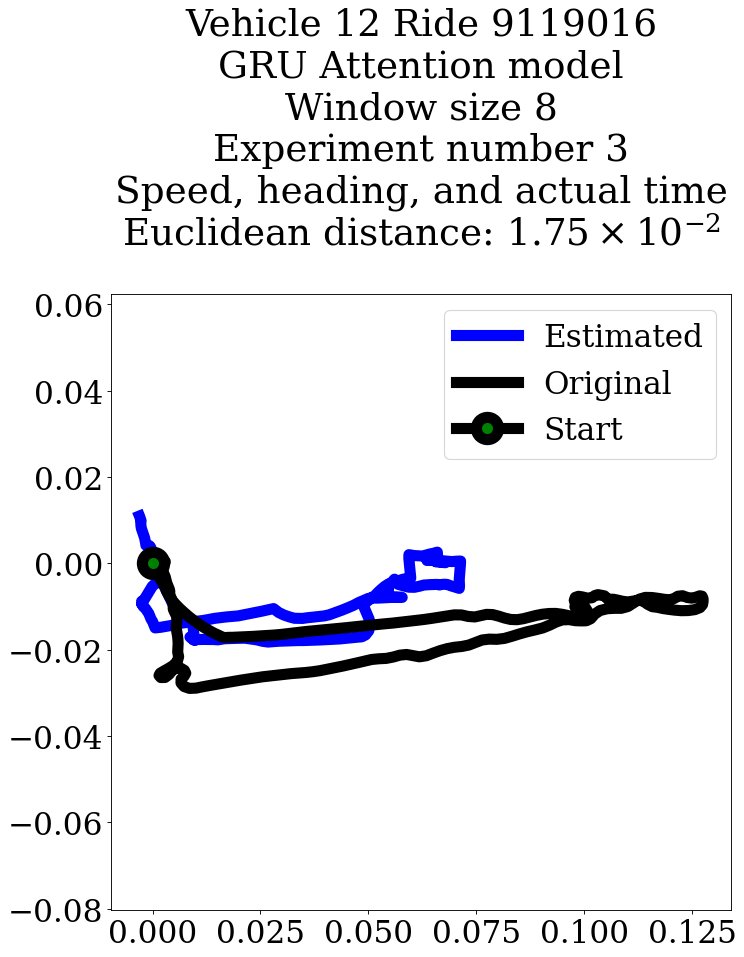 Vehicle 12 Ride 9119016
GRU Attention model
Window size 8
Experiment number 3
Speed, heading, and actual time
Euclidean distance: 1.75 × 10⁻²
0.06
0.04
0.02
0.00
−0.02
−0.04
−0.06
−0.08
Estimated
Original
Start
0.000 0.025 0.050 0.075 0.100 0.125